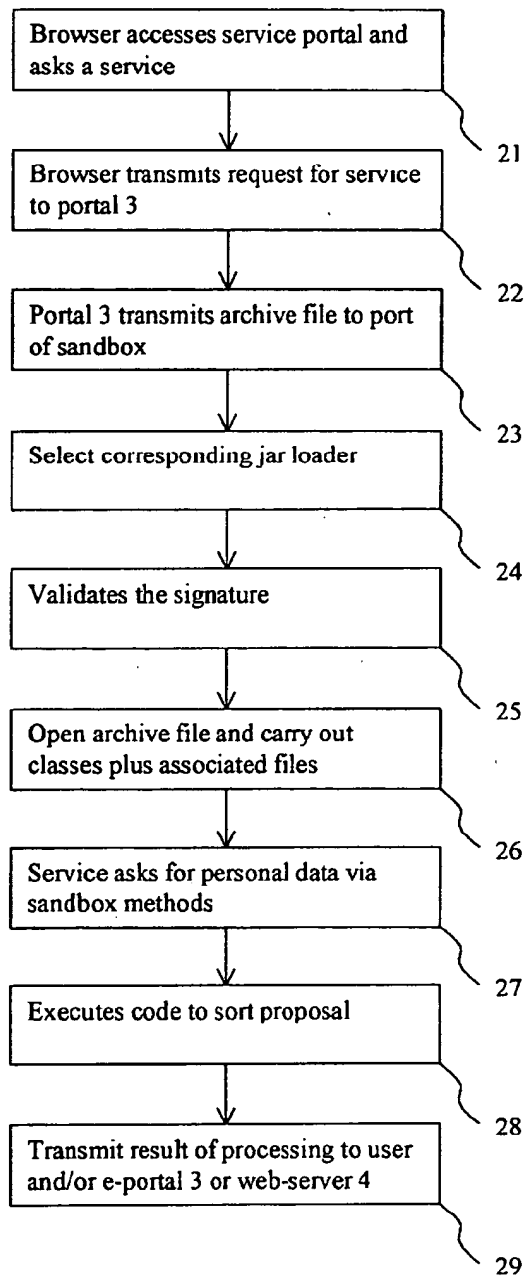 Browser accesses service portal and
asks a service
21
Browser transmits request for service
to portal 3
22
Portal 3 transmits archive file to port
of sandbox
23
Select corresponding jar loader
24
Validates the signature
25
Open archive file and carry out
classes plus associated files
26
Service asks for personal data via
sandbox methods
27
Executes code to sort proposal
28
Transmit result of processing to user
and/or e-portal 3 or web-server 4
29